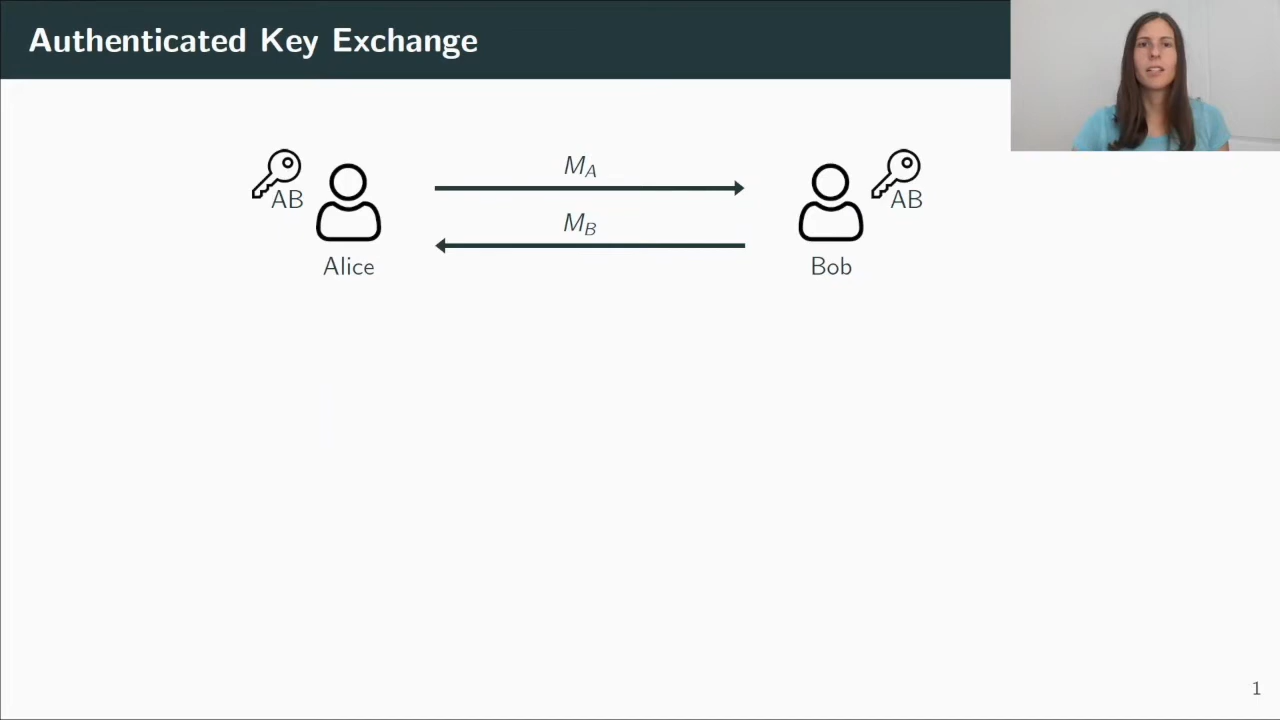 Authenticated Key Exchange
M_A
AB
AB
M_B
Alice
Bob
1